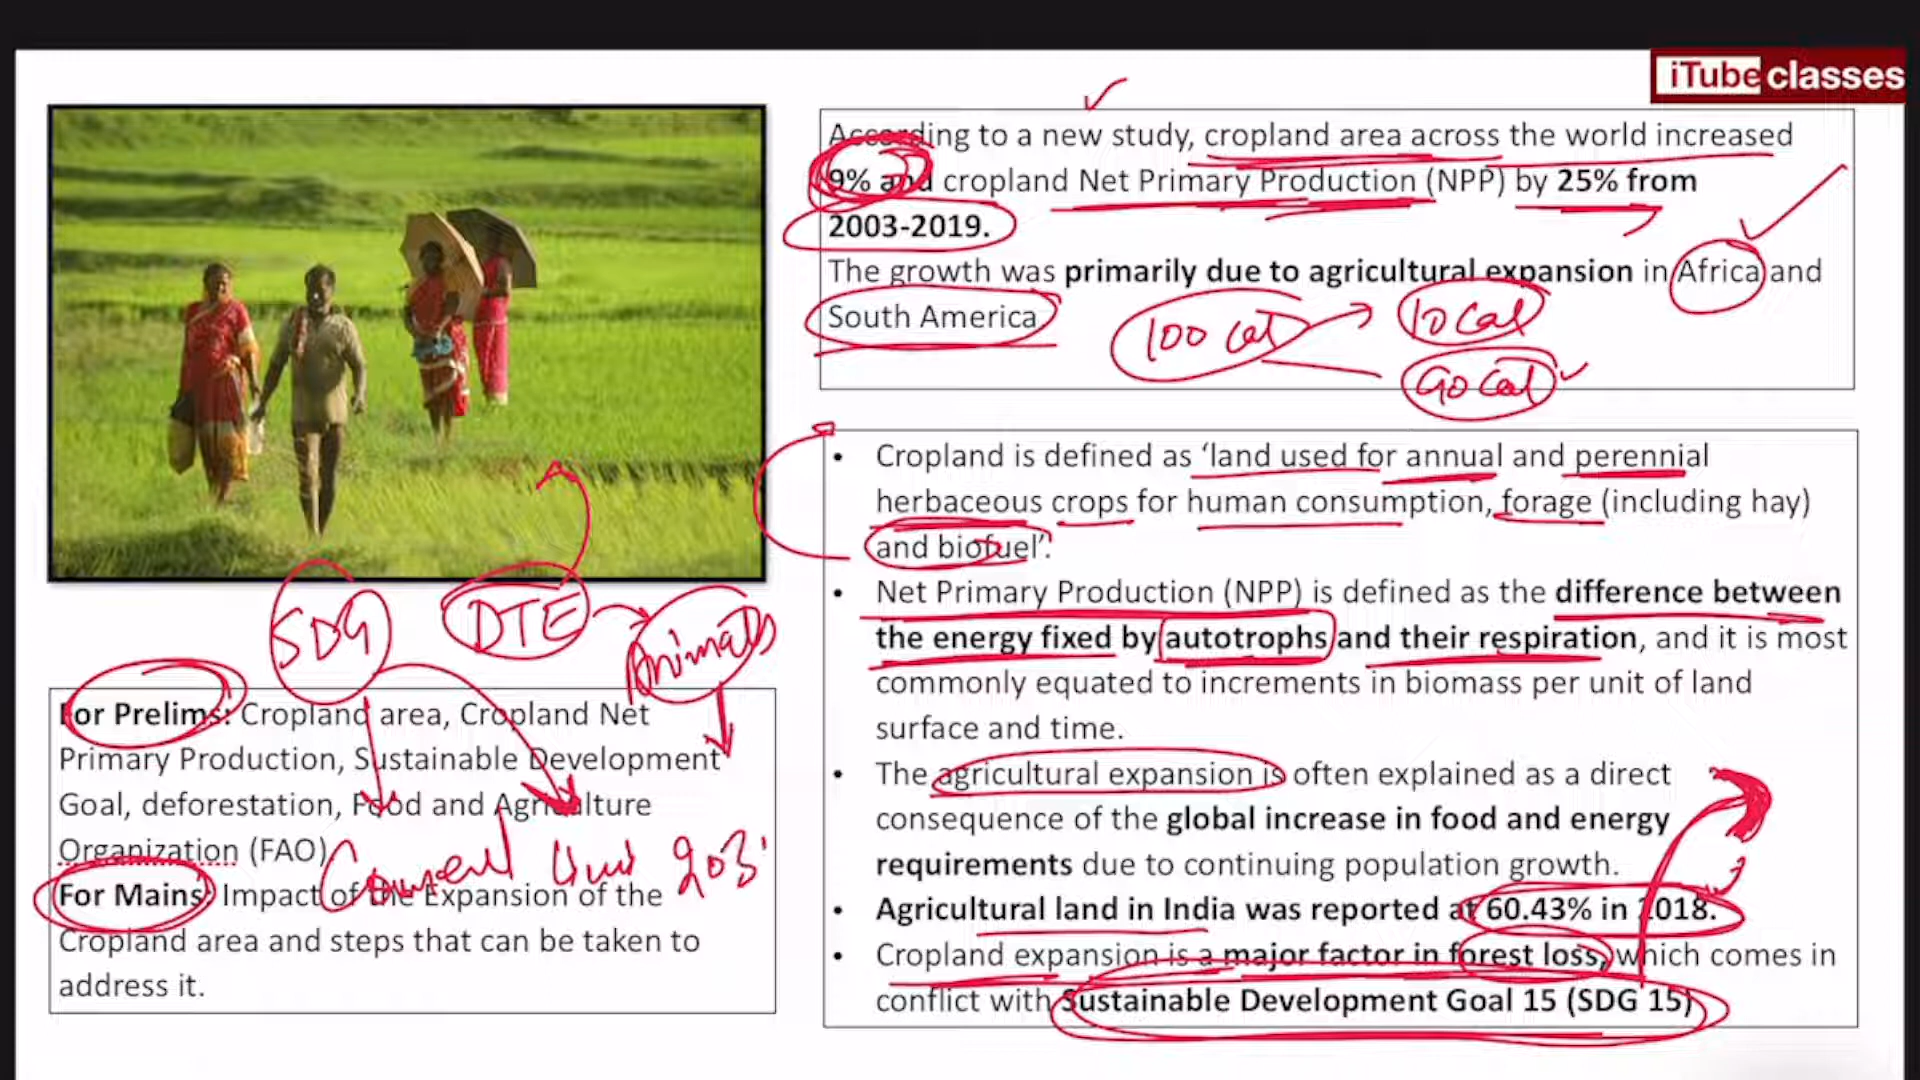 iTube classes
According to a new study, cropland area across the world increased
9% and cropland Net Primary Production (NPP) by 25% from
2003-2019.
The growth was primarily due to agricultural expansion in Africa and
South America
100 Cal
10 Cal
90 Cal
• Cropland is defined as ‘land used for annual and perennial
herbaceous crops for human consumption, forage (including hay)
and biofuel’.
• Net Primary Production (NPP) is defined as the difference between
the energy fixed by autotrophs and their respiration, and it is most
commonly equated to increments in biomass per unit of land
surface and time.
• The agricultural expansion is often explained as a direct
consequence of the global increase in food and energy
requirements due to continuing population growth.
• Agricultural land in India was reported at 60.43% in 2018.
• Cropland expansion is a major factor in forest loss, which comes in
conflict with Sustainable Development Goal 15 (SDG 15)
SDG
DTE
Animals
For Prelims: Cropland area, Cropland Net
Primary Production, Sustainable Development
Goal, deforestation, Food and Agriculture
Organization (FAO)
203
For Mains: Impact of the Expansion of the
Cropland area and steps that can be taken to
address it.